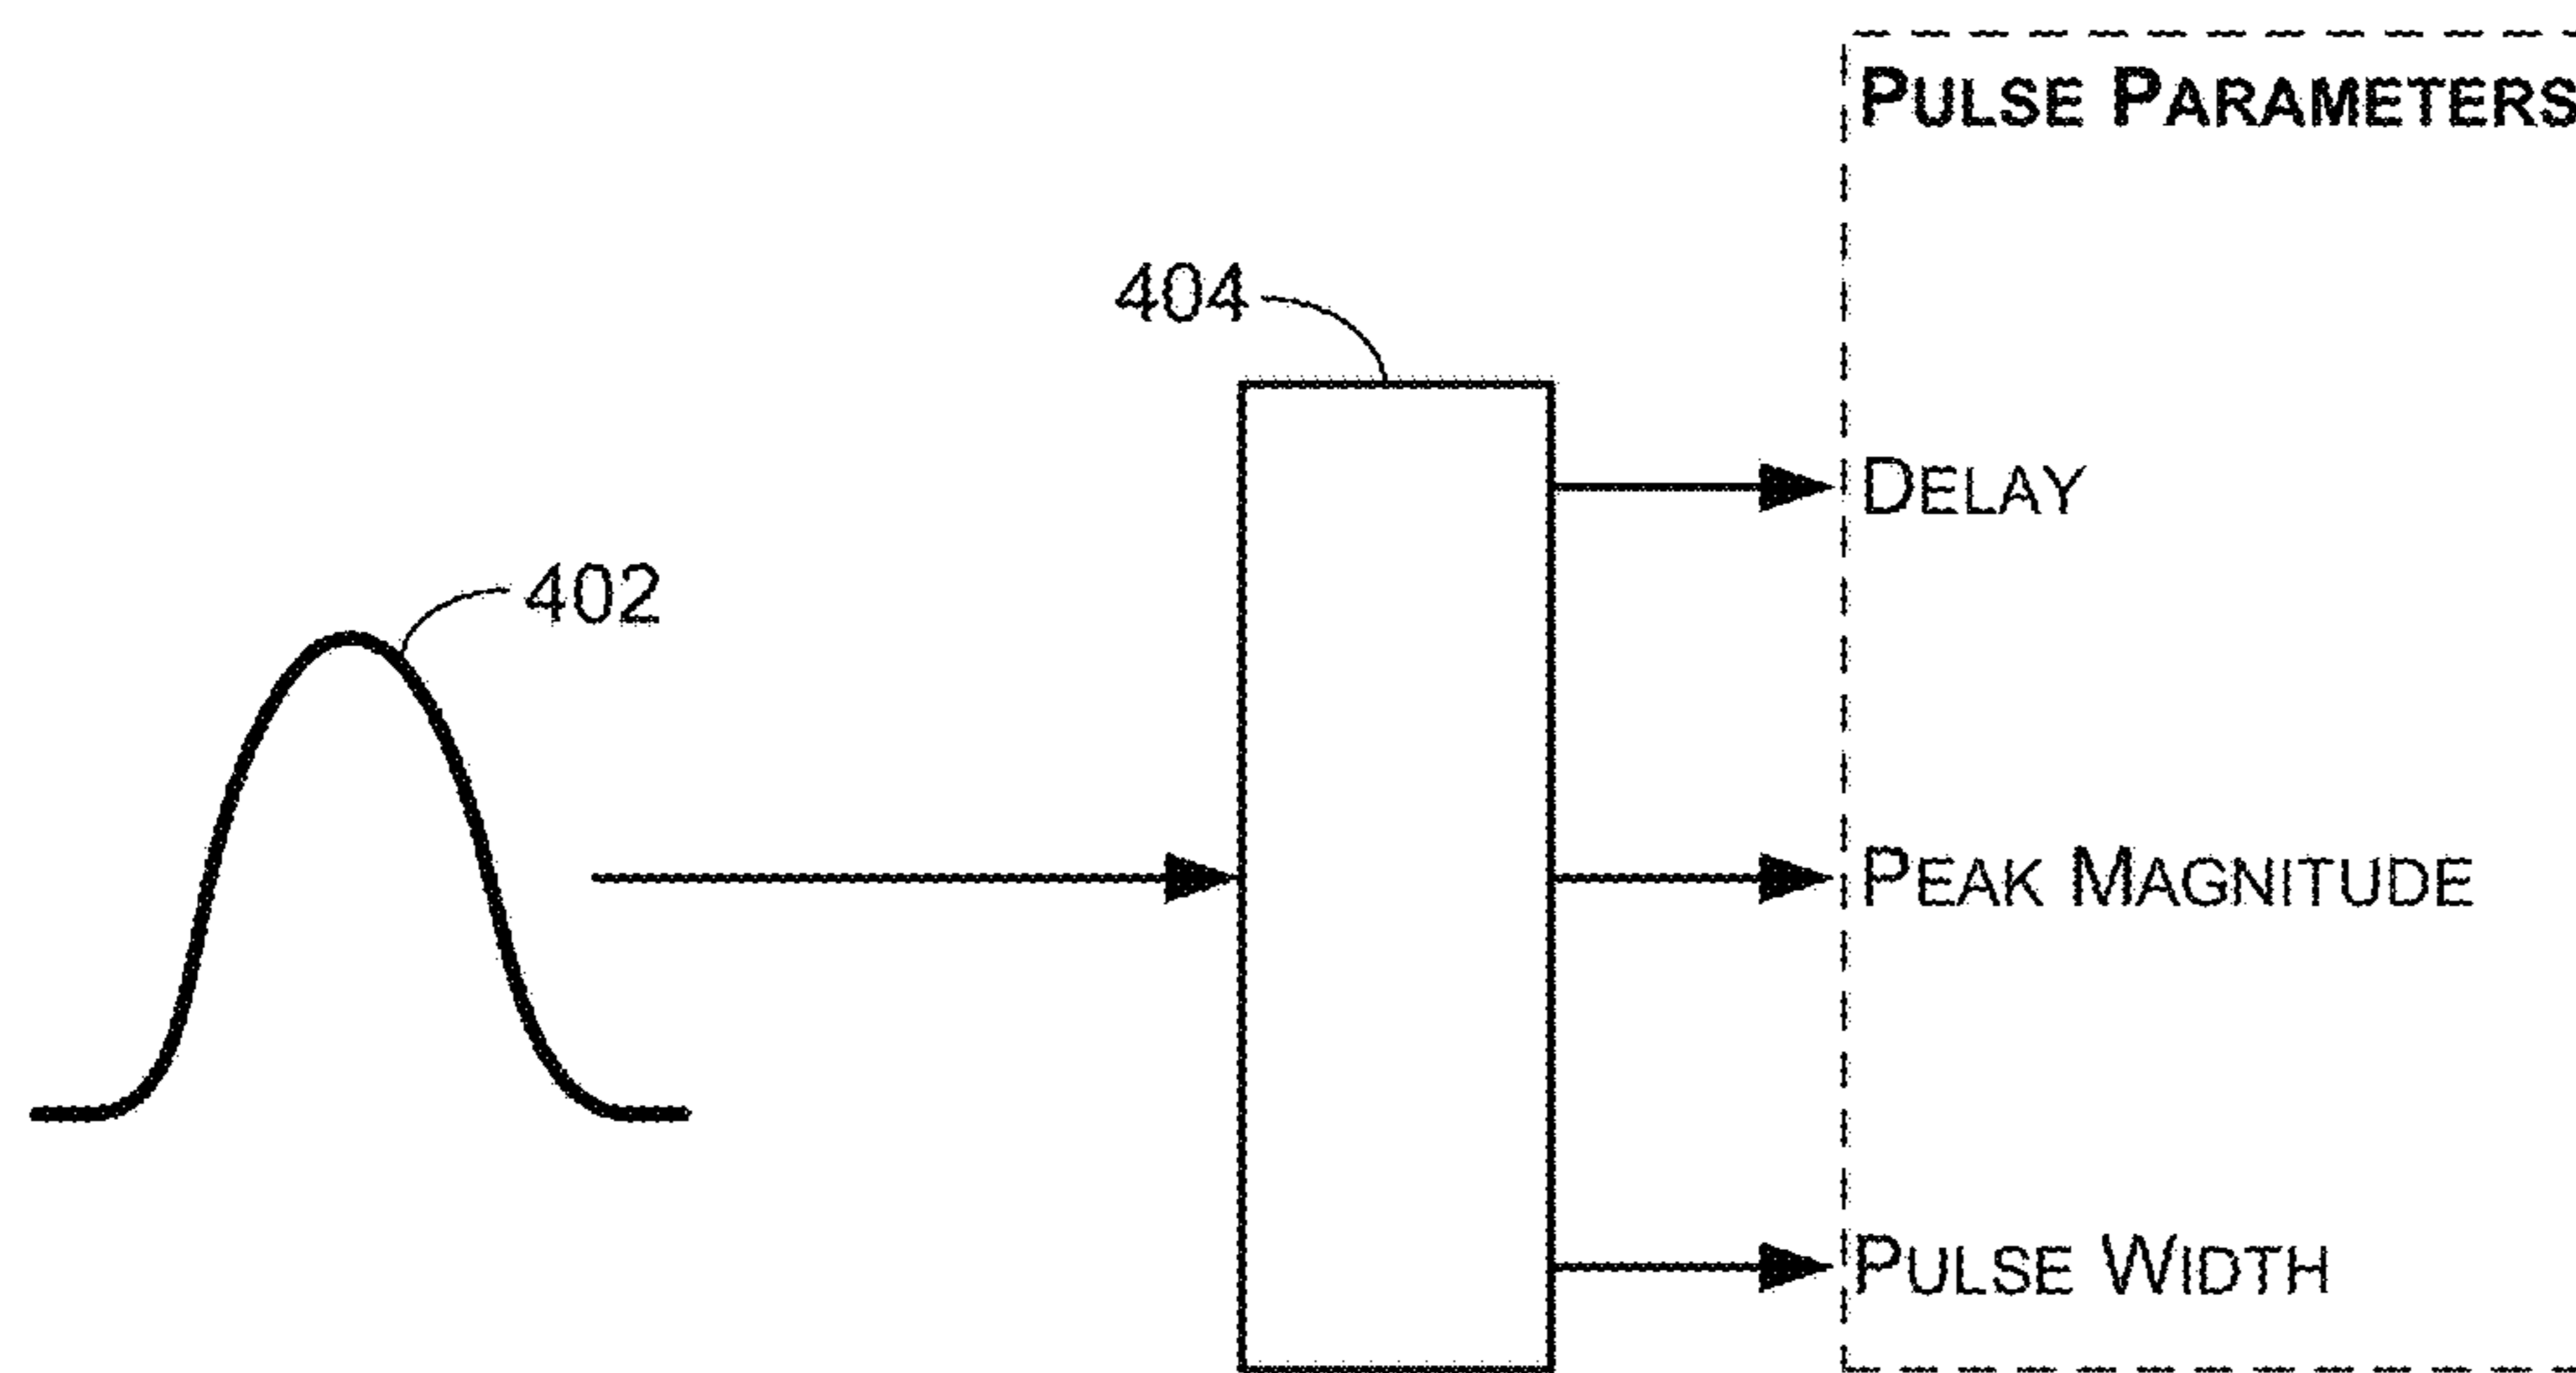 PULSE PARAMETERS
404
DELAY
402
PEAK MAGNITUDE
PULSE WIDTH